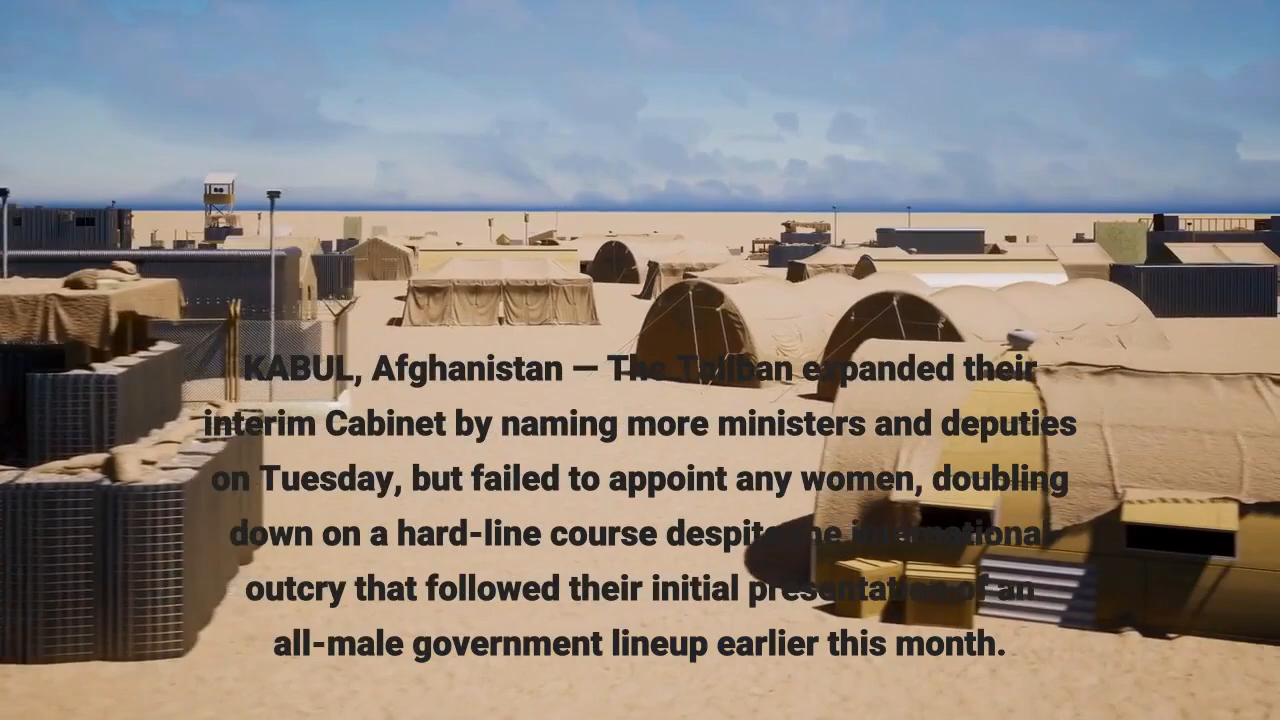 KABUL, Afghanistan — The Taliban expanded their
interim Cabinet by naming more ministers and deputies
on Tuesday, but failed to appoint any women, doubling
down on a hard-line course despite the international
outcry that followed their initial presentation of an
all-male government lineup earlier this month.